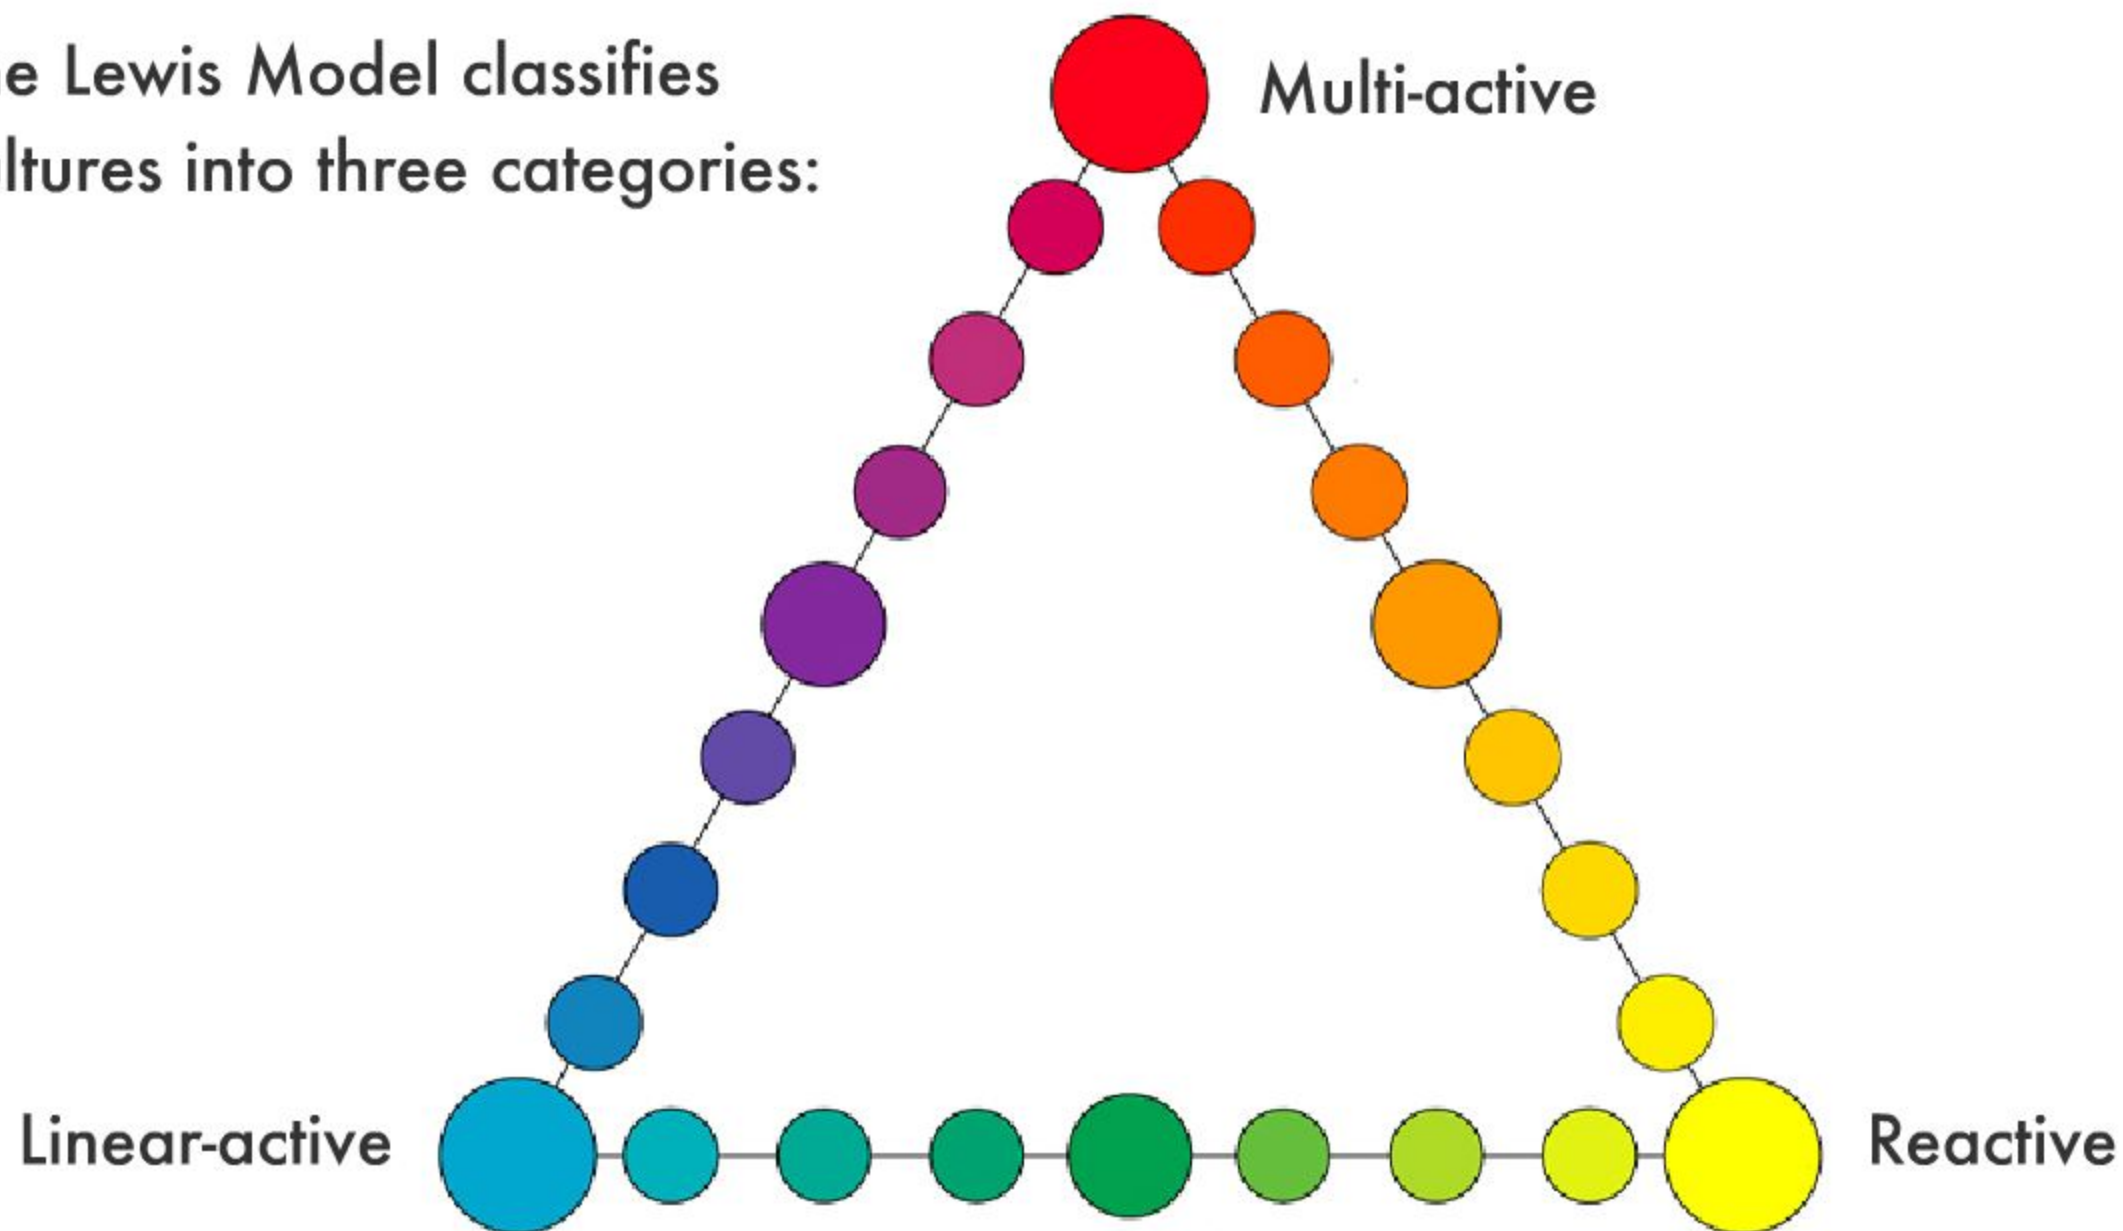 e Lewis Model classifies
ltures into three categories:
Multi-active
Linear-active
Reactive